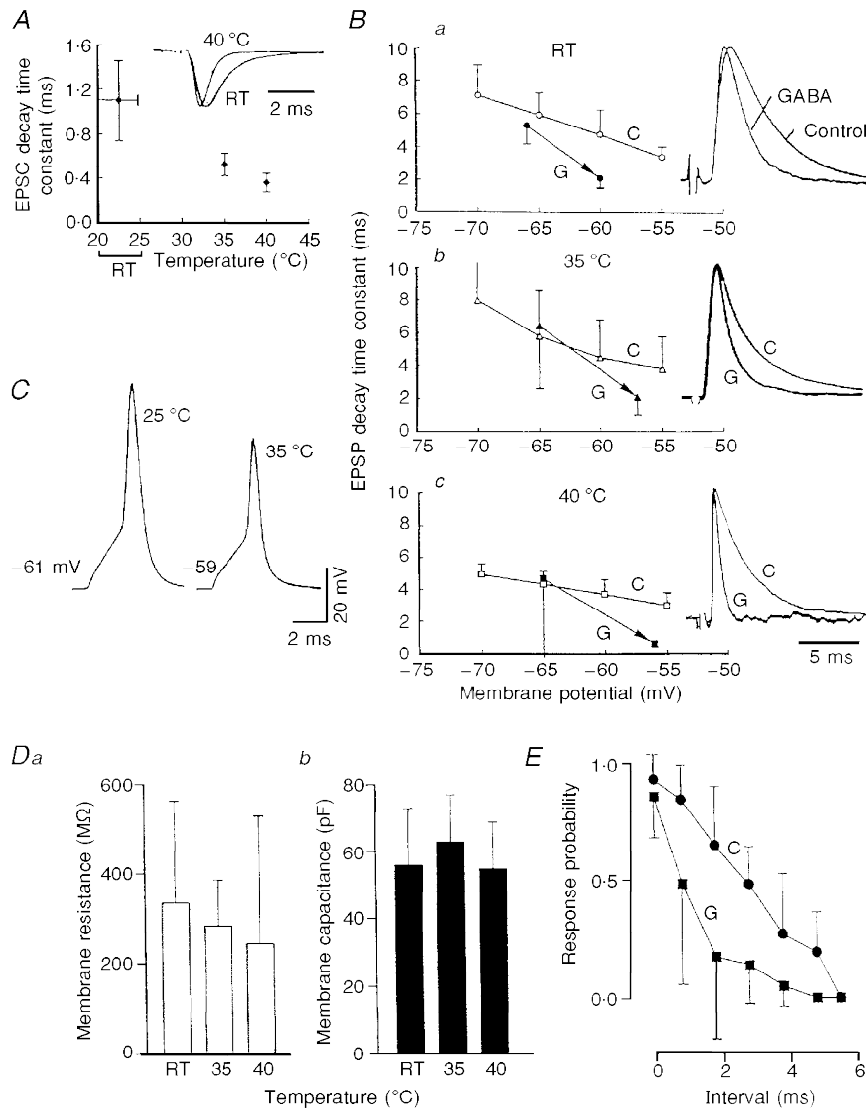 A
EPSC decay time
constant (ms)
1·6
1·2
0·8
0·4
0·0
20 25 30 35 40 45
RT
Temperature (°C)
40 °C
RT
2 ms
B
EPSP decay time constant (ms)
a
RT
10
8
6
4
2
0
C
G
−75 −70 −65 −60 −55 −50
GABA
Control
b
35 °C
10
8
6
4
2
0
C
G
−75 −70 −65 −60 −55 −50
C
G
c
40 °C
10
8
6
4
2
0
C
G
−75 −70 −65 −60 −55 −50
Membrane potential (mV)
C
G
5 ms
C
25 °C
35 °C
−61 mV
−59
20 mV
2 ms
Da
Membrane resistance (MΩ)
600
400
200
0
RT 35 40
b
Membrane capacitance (pF)
80
60
40
20
0
RT 35 40
Temperature (°C)
E
Response probability
1·0
0·5
0·0
C
G
0 2 4 6
Interval (ms)